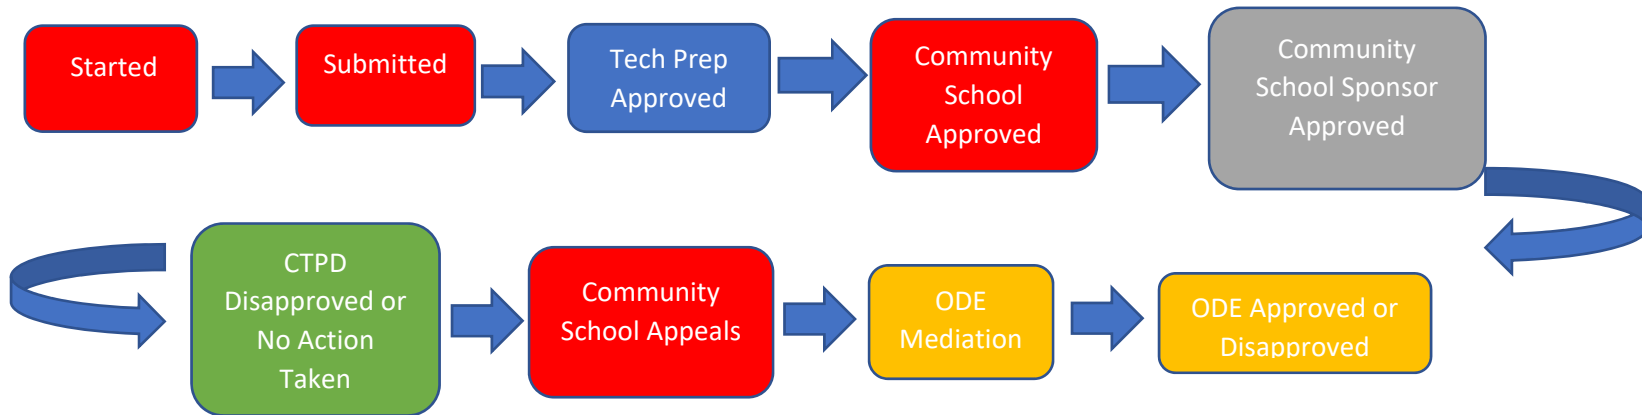 Started
Submitted
Tech Prep
Approved
Community
School
Approved
Community
School Sponsor
Approved
CTPD
Disapproved or
No Action
Taken
Community
School Appeals
ODE
Mediation
ODE Approved or
Disapproved